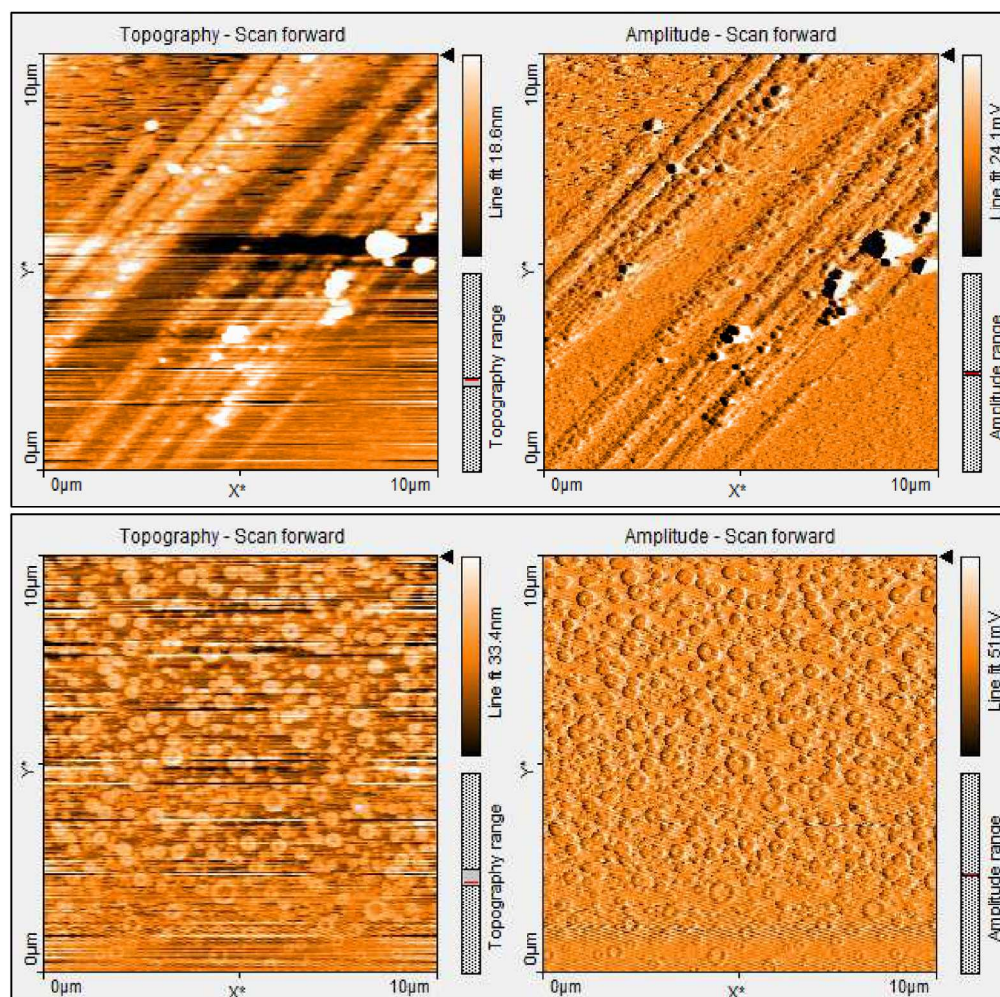 Topography - Scan forward
10µm
Y*
0µm
0µm
X*
10µm
Line fit 18.6nm
Topography range
Amplitude - Scan forward
10µm
Y*
0µm
0µm
X*
10µm
Line fit 24.1mV
Amplitude range
Topography - Scan forward
10µm
Y*
0µm
0µm
X*
10µm
Line fit 33.4nm
Topography range
Amplitude - Scan forward
10µm
Y*
0µm
0µm
X*
10µm
Line fit 51mV
Amplitude range